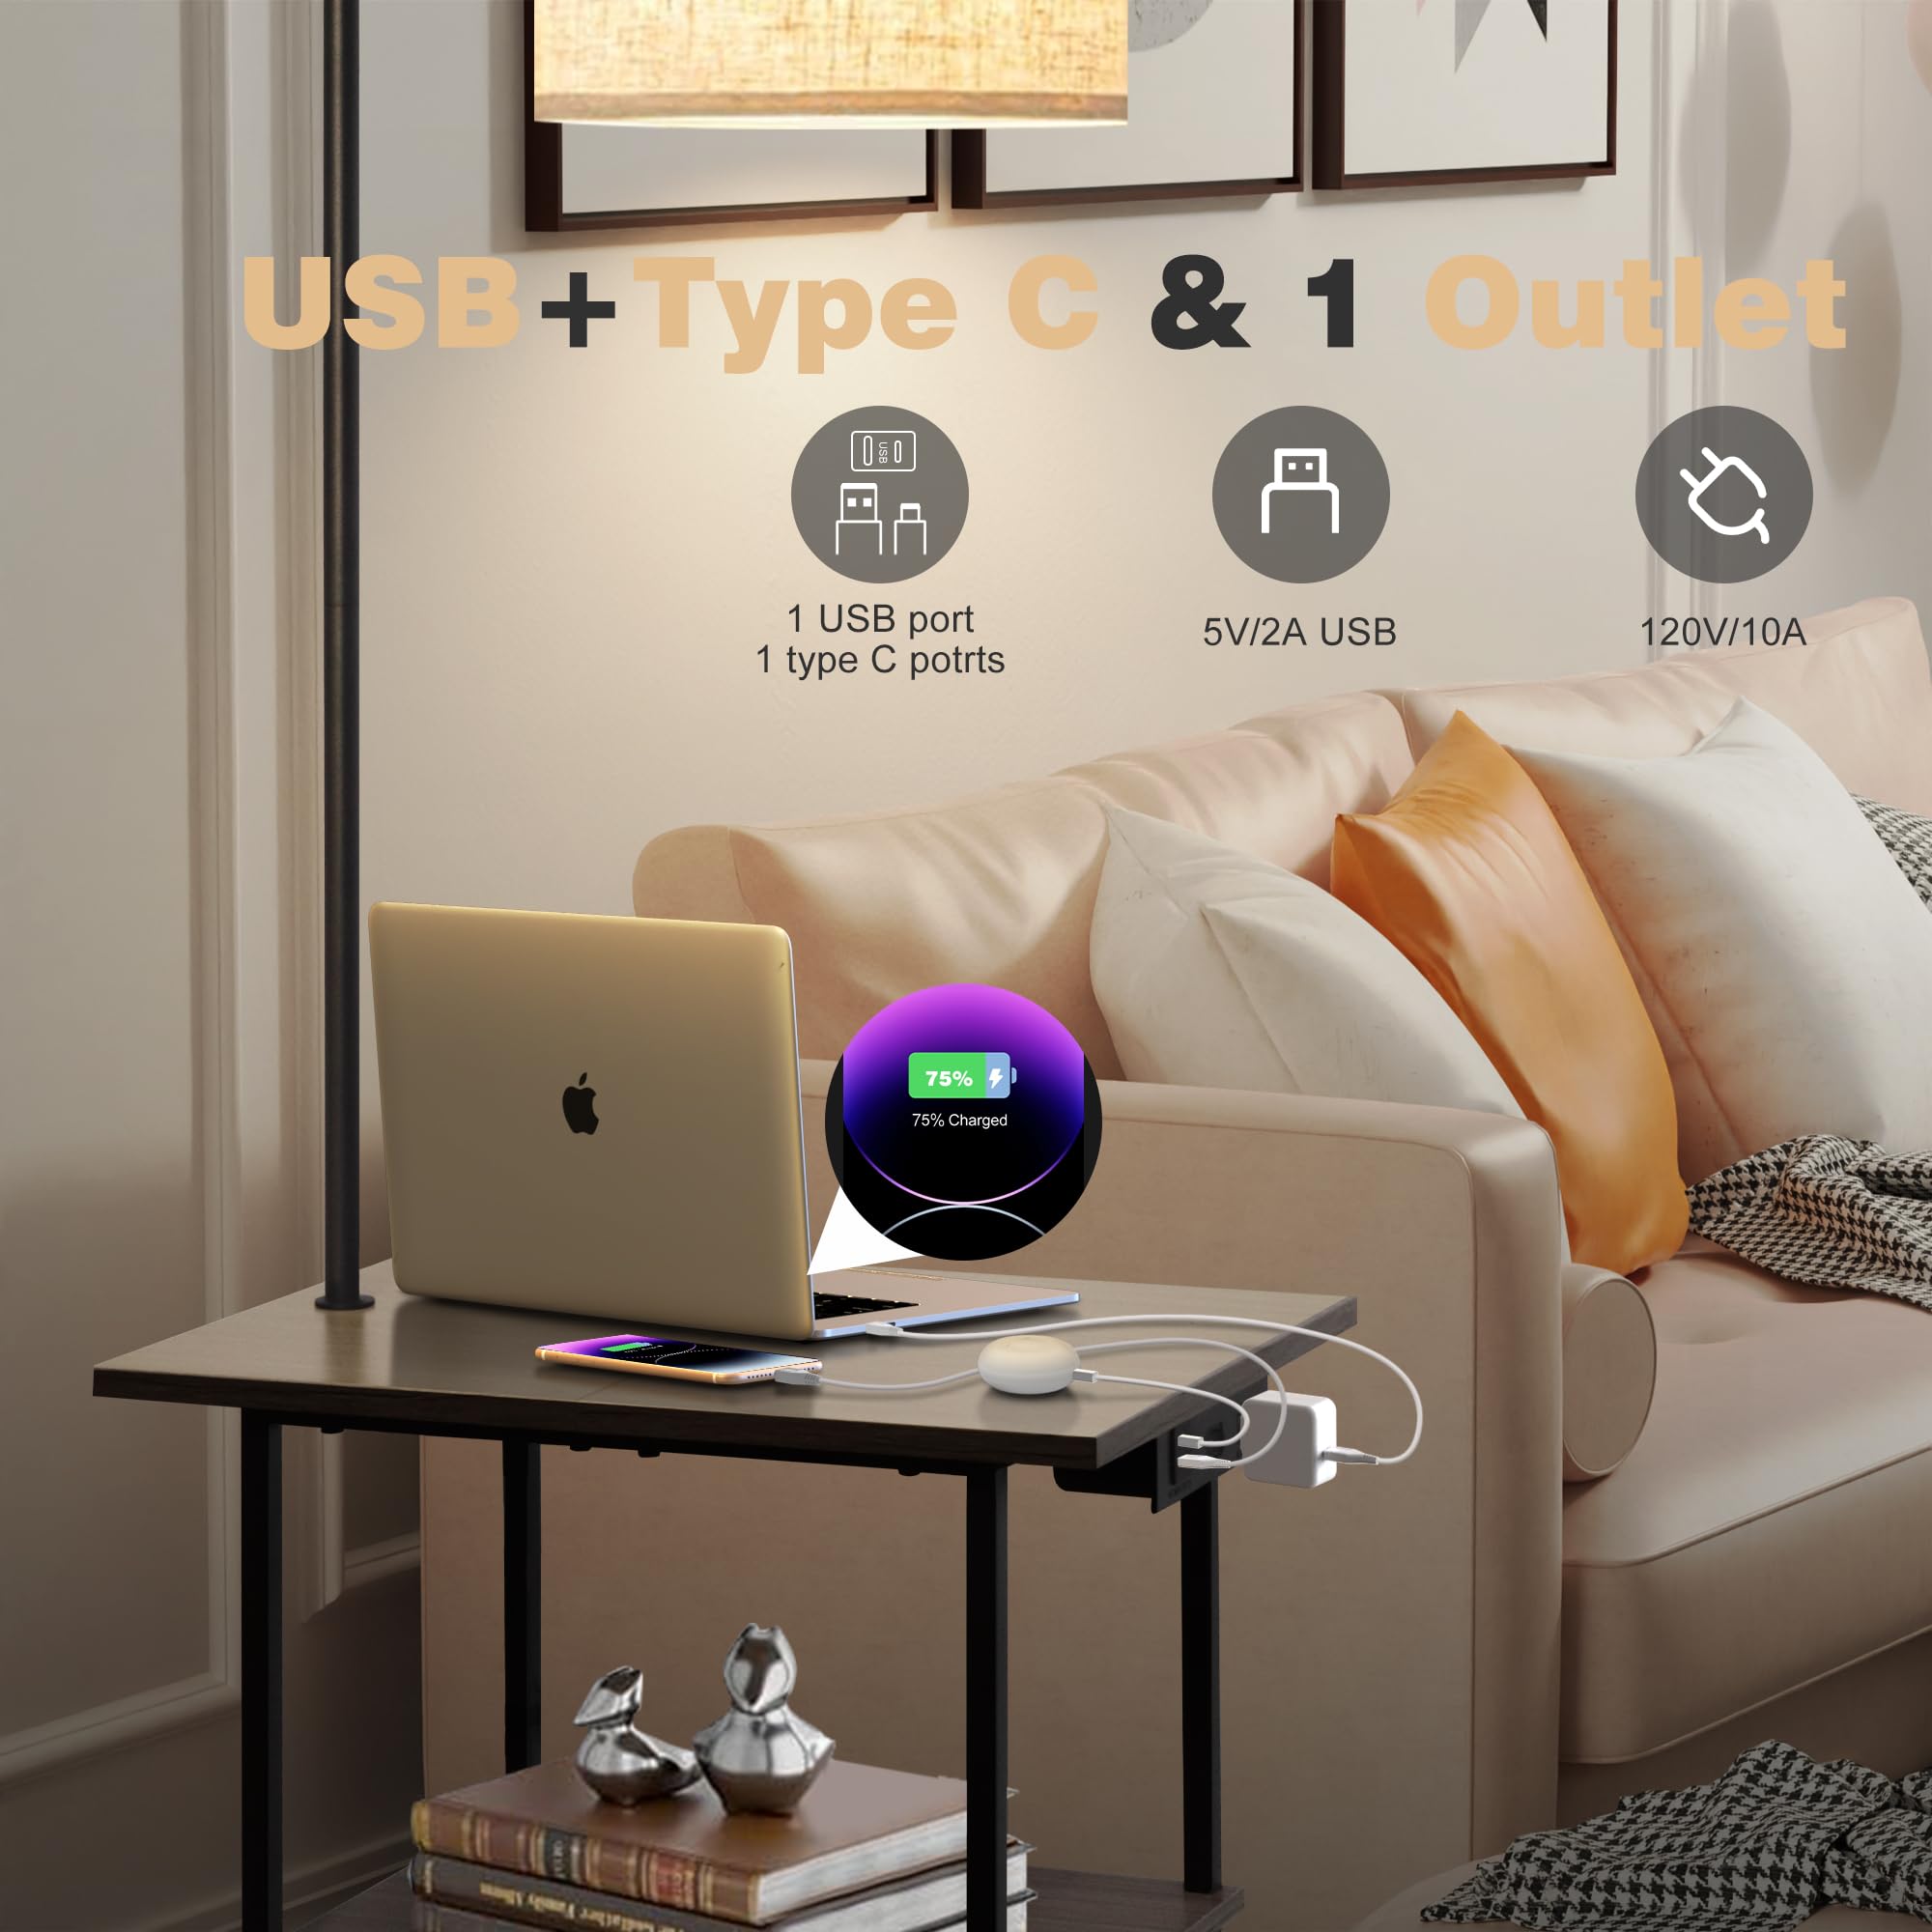 USB+Type C & 1 Outlet
USB
1 USB port
1 type C potrts
5V/2A USB
120V/10A
75%
75% Charged